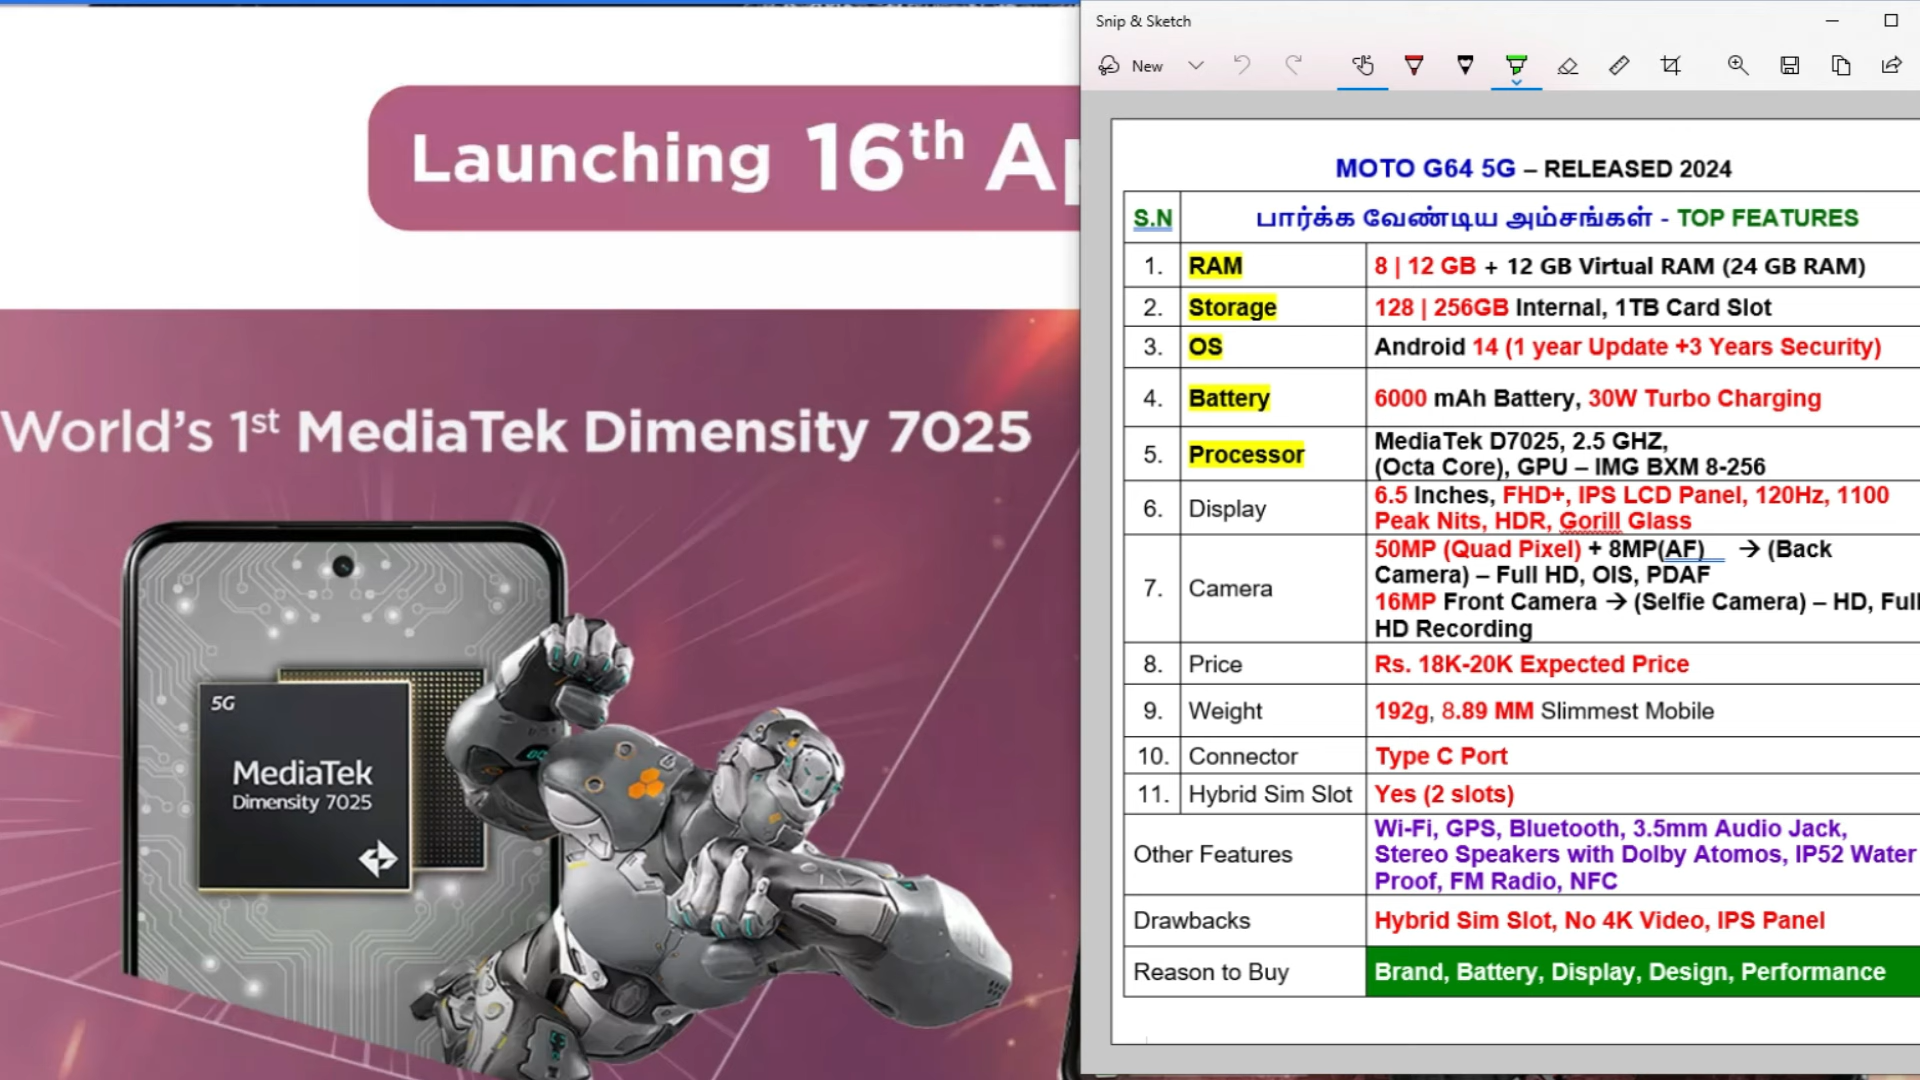 Launching 16th Ap
World's 1st MediaTek Dimensity 7025
5G
MediaTek
Dimensity 7025
Snip & Sketch
New
MOTO G64 5G – RELEASED 2024
S.N பார்க்க வேண்டிய அம்சங்கள் - TOP FEATURES
1. RAM 8 | 12 GB + 12 GB Virtual RAM (24 GB RAM)
2. Storage 128 | 256GB Internal, 1TB Card Slot
3. OS Android 14 (1 year Update +3 Years Security)
4. Battery 6000 mAh Battery, 30W Turbo Charging
5. Processor MediaTek D7025, 2.5 GHZ,
(Octa Core), GPU – IMG BXM 8-256
6. Display 6.5 Inches, FHD+, IPS LCD Panel, 120Hz, 1100
Peak Nits, HDR, Gorill Glass
7. Camera 50MP (Quad Pixel) + 8MP(AF) → (Back
Camera) – Full HD, OIS, PDAF
16MP Front Camera → (Selfie Camera) – HD, Full
HD Recording
8. Price Rs. 18K-20K Expected Price
9. Weight 192g, 8.89 MM Slimmest Mobile
10. Connector Type C Port
11. Hybrid Sim Slot Yes (2 slots)
Other Features Wi-Fi, GPS, Bluetooth, 3.5mm Audio Jack,
Stereo Speakers with Dolby Atomos, IP52 Water
Proof, FM Radio, NFC
Drawbacks Hybrid Sim Slot, No 4K Video, IPS Panel
Reason to Buy Brand, Battery, Display, Design, Performance